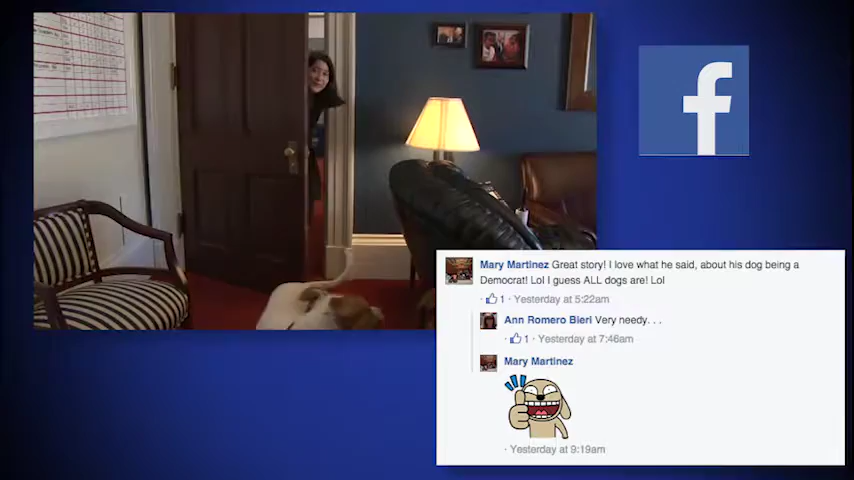 f
Mary Martinez Great story! I love what he said, about his dog being a
Democrat! Lol I guess ALL dogs are! Lol
1 · Yesterday at 5:22am
Ann Romero Bieri Very needy. . .
1 · Yesterday at 7:46am
Mary Martinez
· Yesterday at 9:19am